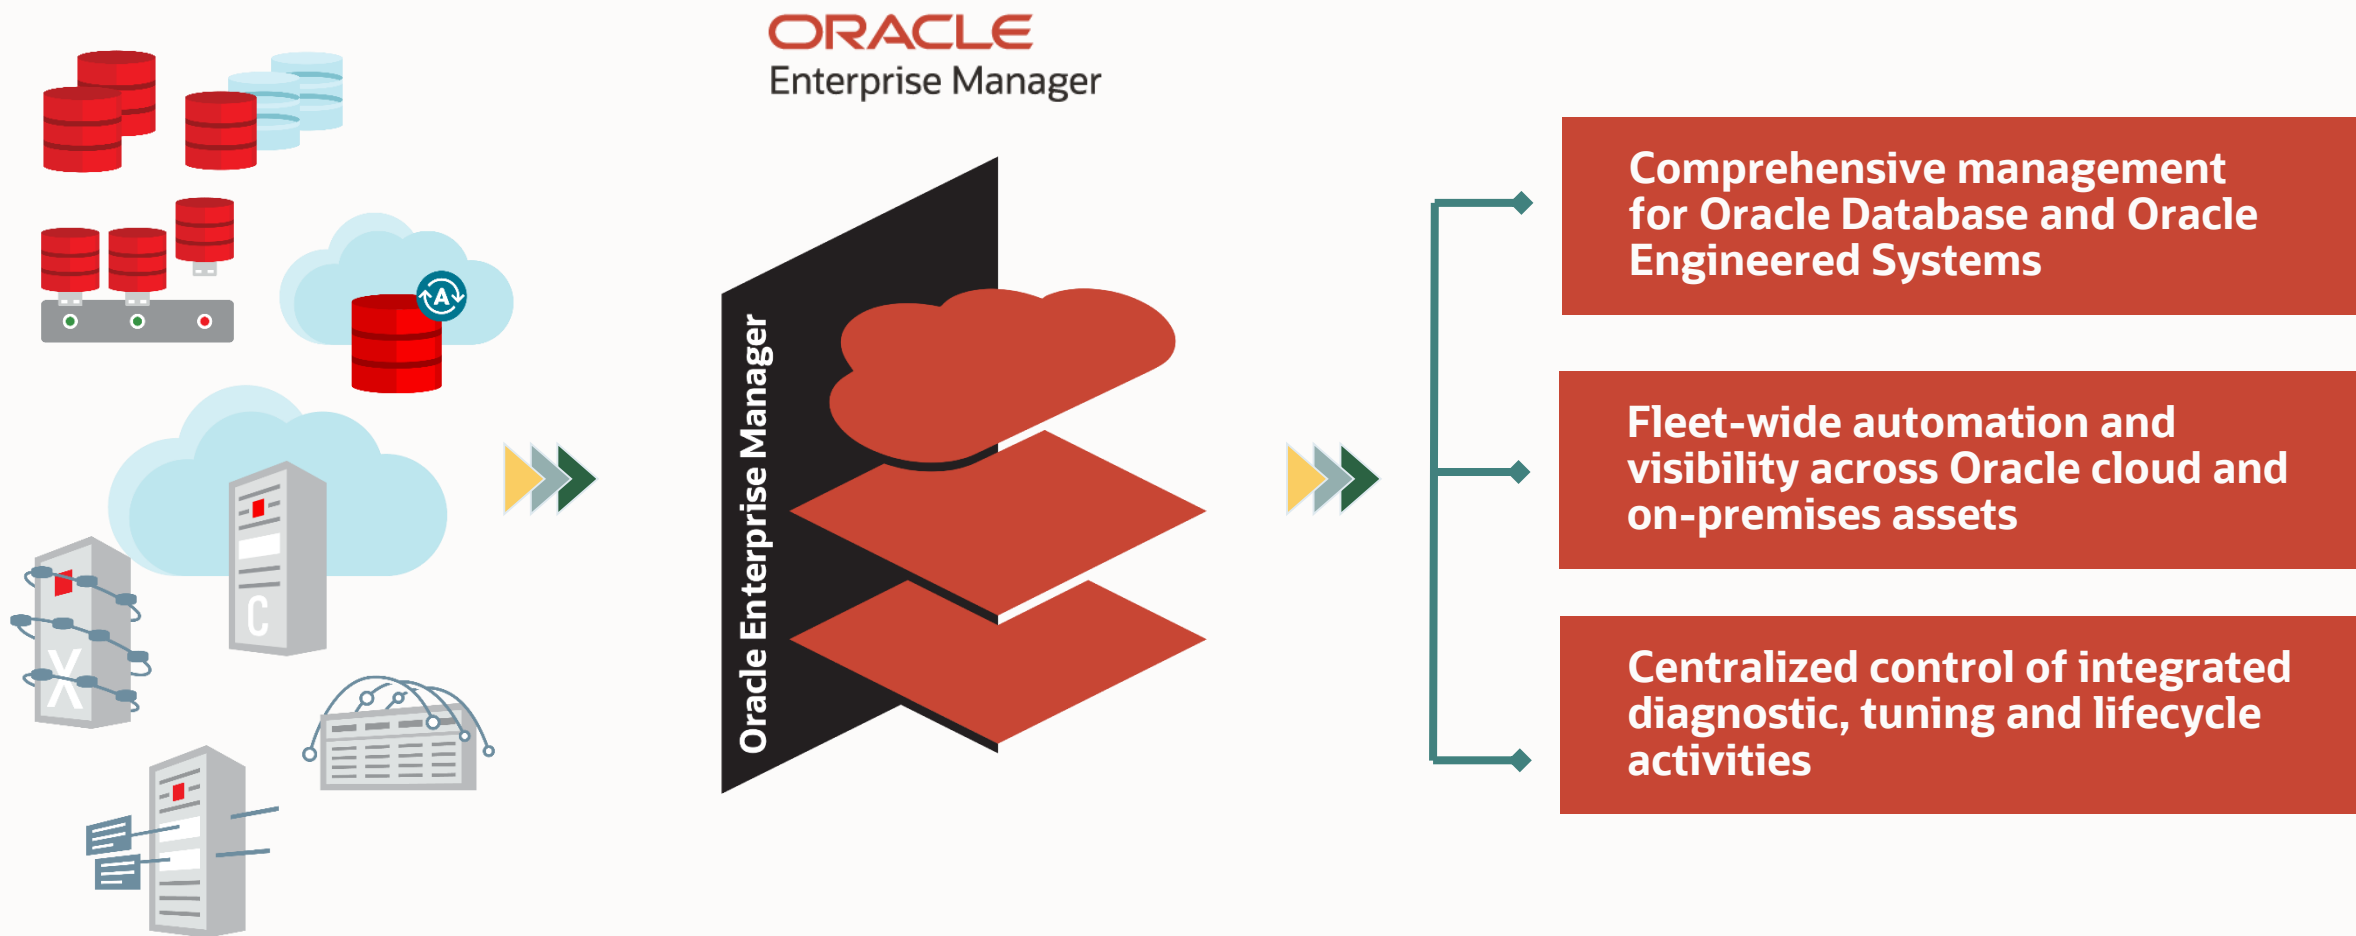 ORACLE
Enterprise Manager
A
C
X
Oracle Enterprise Manager
Comprehensive management
for Oracle Database and Oracle
Engineered Systems
Fleet-wide automation and
visibility across Oracle cloud and
on-premises assets
Centralized control of integrated
diagnostic, tuning and lifecycle
activities